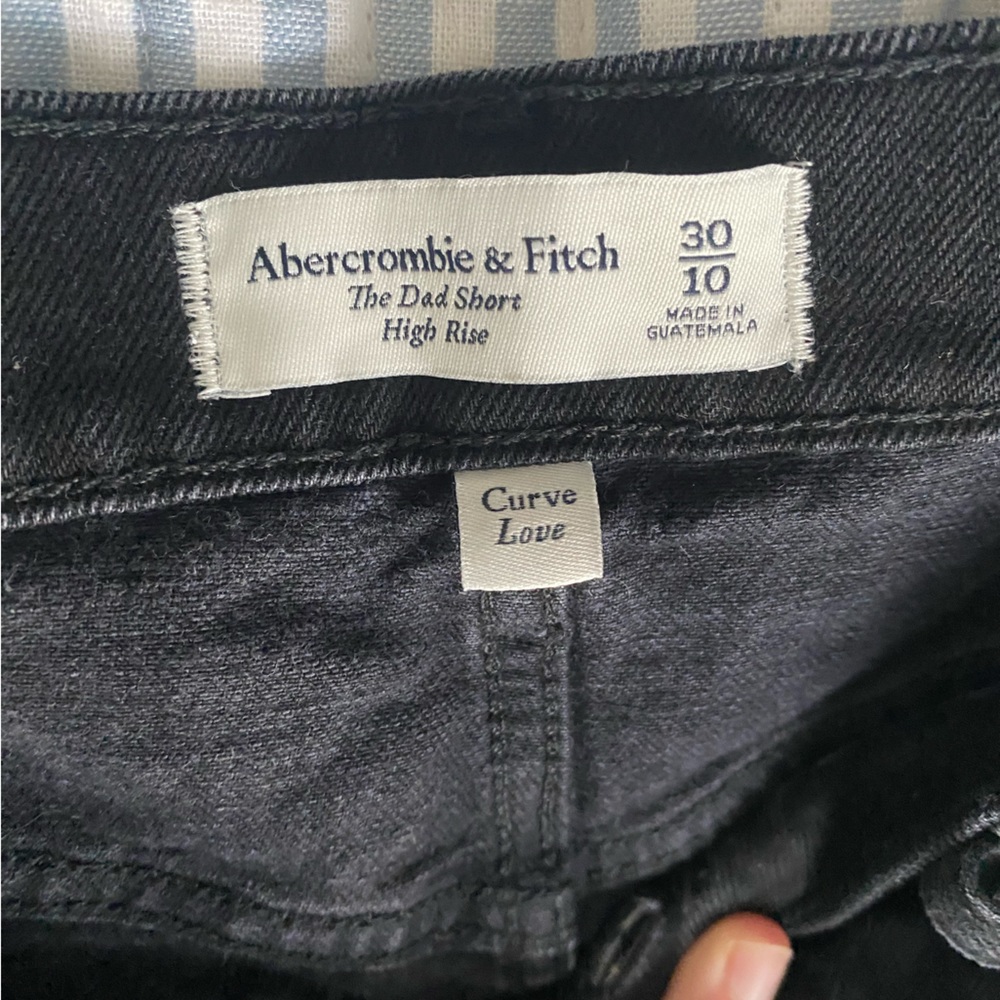 Abercrombie & Fitch
The Dad Short
High Rise
30
10
MADE IN
GUATEMALA
Curve
Love